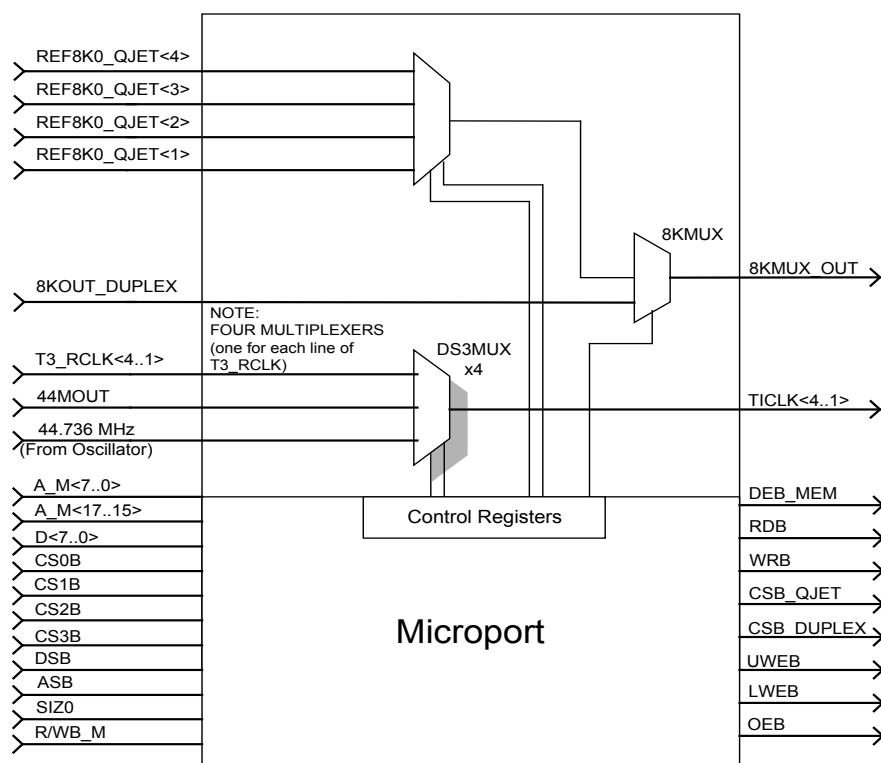 REF8K0_QJET<4>
REF8K0_QJET<3>
REF8K0_QJET<2>
REF8K0_QJET<1>
8KMUX
8KMUX_OUT
8KOUT_DUPLEX
NOTE:
FOUR MULTIPLEXERS
(one for each line of
T3_RCLK)
DS3MUX
x4
T3_RCLK<4..1>
44MOUT
TICLK<4..1>
44.736 MHz
(From Oscillator)
A_M<7..0>
A_M<17..15>
D<7..0>
CS0B
CS1B
CS2B
CS3B
DSB
ASB
SIZ0
R/WB_M
Control Registers
Microport
DEB_MEM
RDB
WRB
CSB_QJET
CSB_DUPLEX
UWEB
LWEB
OEB